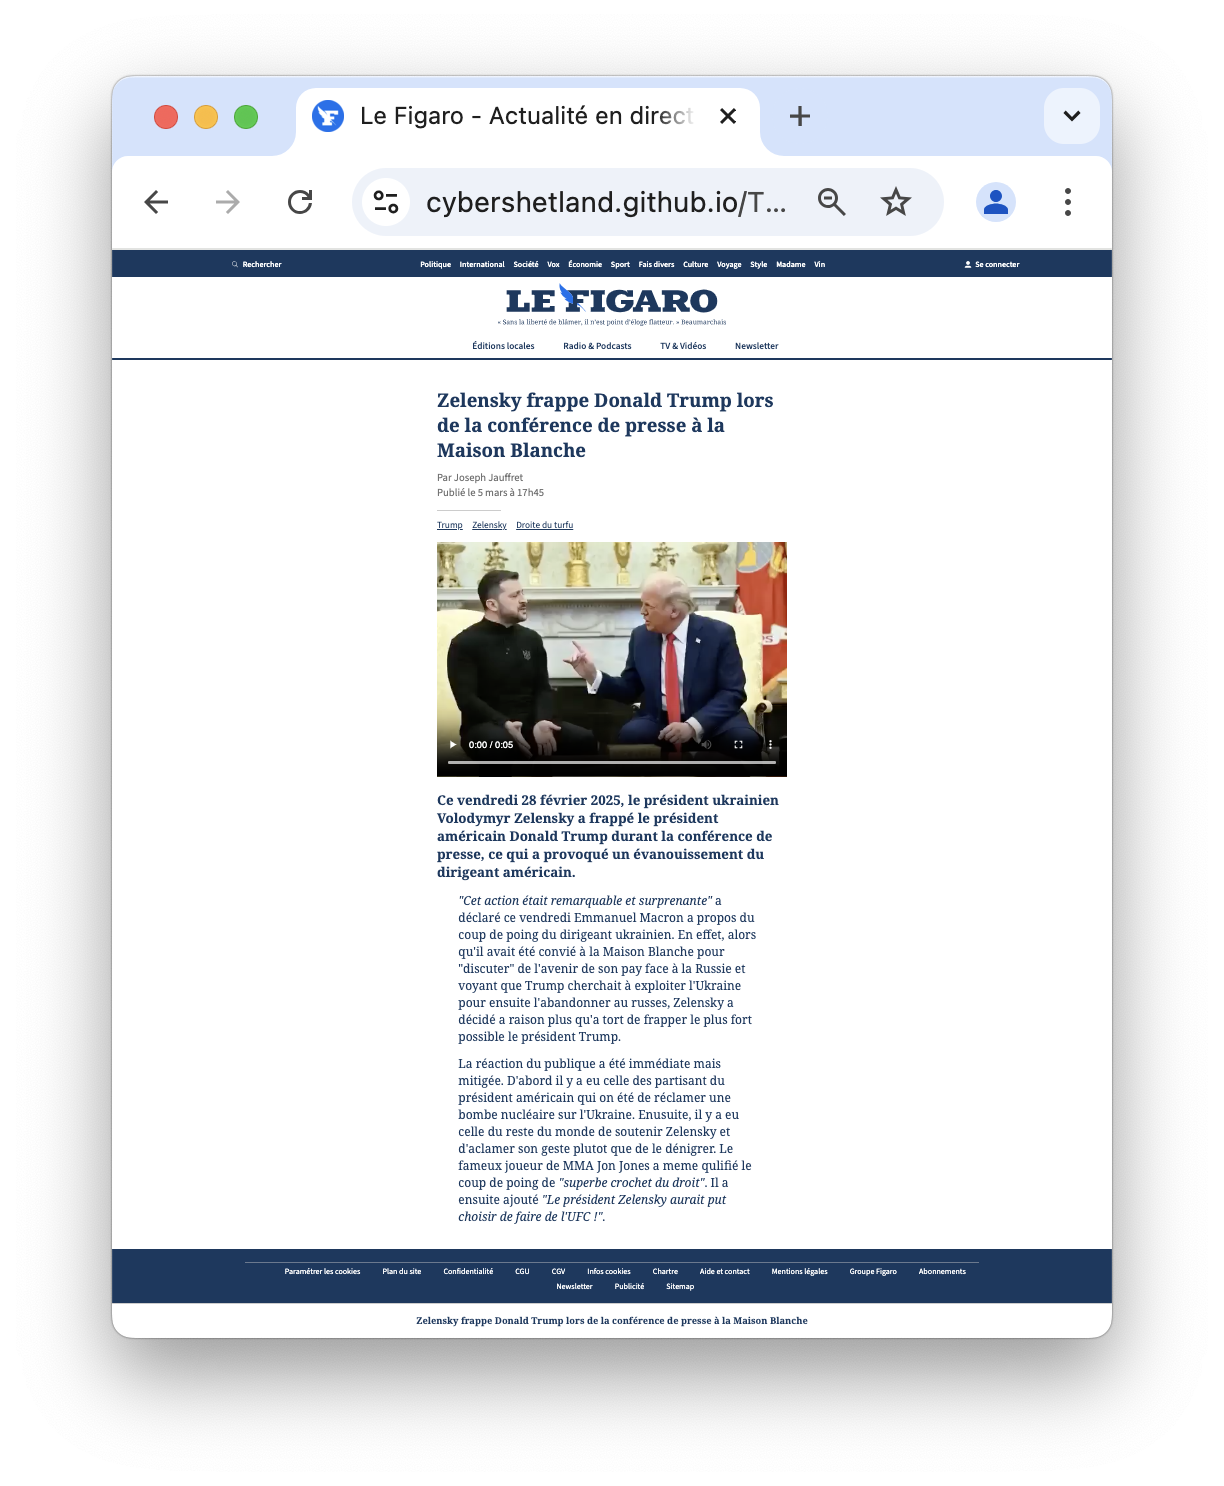 Le Figaro - Actualité en direct
cybershetland.github.io/T...
Rechercher
Politique International Société Vox Économie Sport Fais divers Culture Voyage Style Madame Vin
Se connecter
LE FIGARO
« Sans la liberté de blâmer, il n'est point d'éloge flatteur. » Beaumarchais
Éditions locales Radio & Podcasts TV & Vidéos Newsletter
Zelensky frappe Donald Trump lors
de la conférence de presse à la
Maison Blanche
Par Joseph Jauffret
Publié le 5 mars à 17h45
Trump Zelensky Droite du turfu
0:00 / 0:05
Ce vendredi 28 février 2025, le président ukrainien
Volodymyr Zelensky a frappé le président
américain Donald Trump durant la conférence de
presse, ce qui a provoqué un évanouissement du
dirigeant américain.
"Cet action était remarquable et surprenante" a
déclaré ce vendredi Emmanuel Macron a propos du
coup de poing du dirigeant ukrainien. En effet, alors
qu'il avait été convié à la Maison Blanche pour
"discuter" de l'avenir de son pay face à la Russie et
voyant que Trump cherchait à exploiter l'Ukraine
pour ensuite l'abandonner au russes, Zelensky a
décidé a raison plus qu'a tort de frapper le plus fort
possible le président Trump.
La réaction du publique a été immédiate mais
mitigée. D'abord il y a eu celle des partisant du
président américain qui on été de réclamer une
bombe nucléaire sur l'Ukraine. Enusuite, il y a eu
celle du reste du monde de soutenir Zelensky et
d'aclamer son geste plutot que de le dénigrer. Le
fameux joueur de MMA Jon Jones a meme qulifié le
coup de poing de "superbe crochet du droit". Il a
ensuite ajouté "Le président Zelensky aurait put
choisir de faire de l'UFC !".
Paramétrer les cookies Plan du site Confidentialité CGU CGV Infos cookies Chartre Aide et contact Mentions légales Groupe Figaro Abonnements
Newsletter Publicité Sitemap
Zelensky frappe Donald Trump lors de la conférence de presse à la Maison Blanche